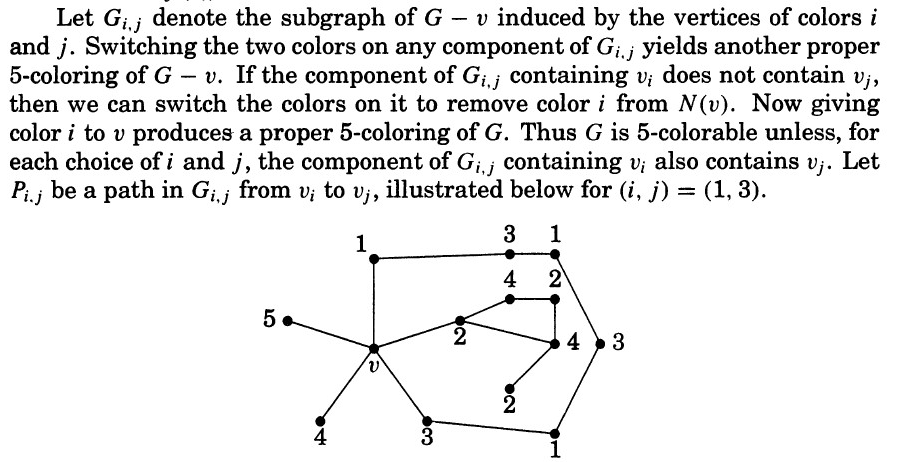 Let G_{i,j} denote the subgraph of G − v induced by the vertices of colors i
and j. Switching the two colors on any component of G_{i,j} yields another proper
5-coloring of G − v. If the component of G_{i,j} containing v_i does not contain v_j,
then we can switch the colors on it to remove color i from N(v). Now giving
color i to v produces a proper 5-coloring of G. Thus G is 5-colorable unless, for
each choice of i and j, the component of G_{i,j} containing v_i also contains v_j. Let
P_{i,j} be a path in G_{i,j} from v_i to v_j, illustrated below for (i, j) = (1, 3).
1 3 1
4 2
5 2 4 3
v
2
4 3 1